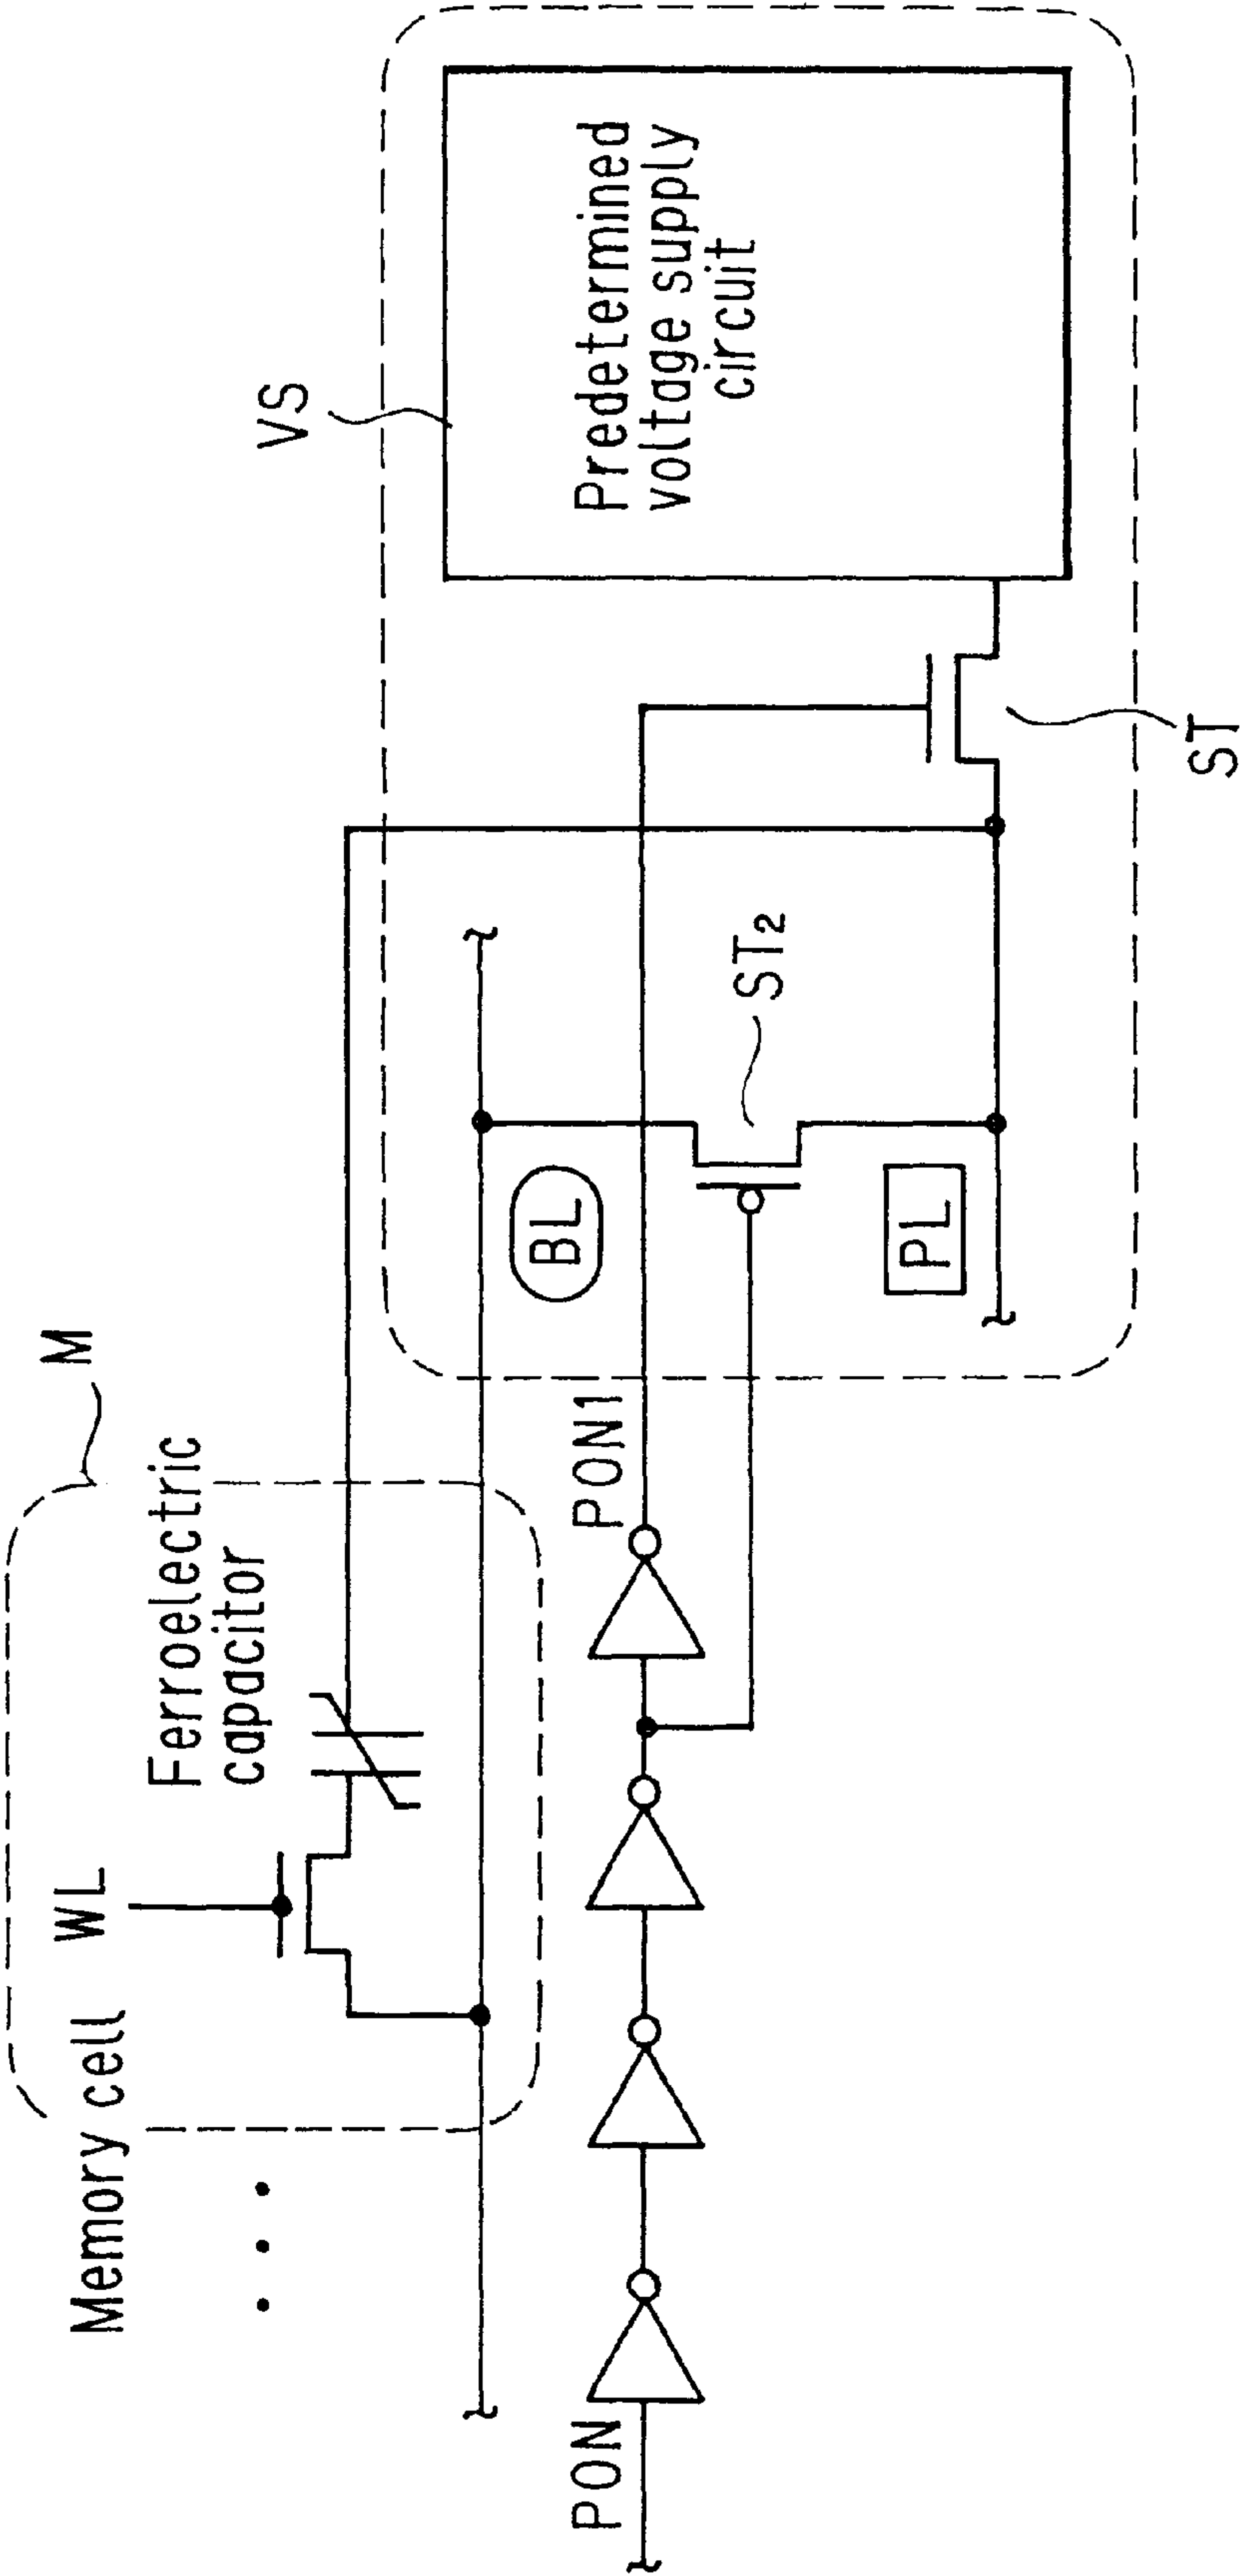 Memory cell
WL
Ferroelectric
capacitor
M
VS
PON
PON1
BL
PL
ST2
ST
Predetermined
voltage supply
circuit